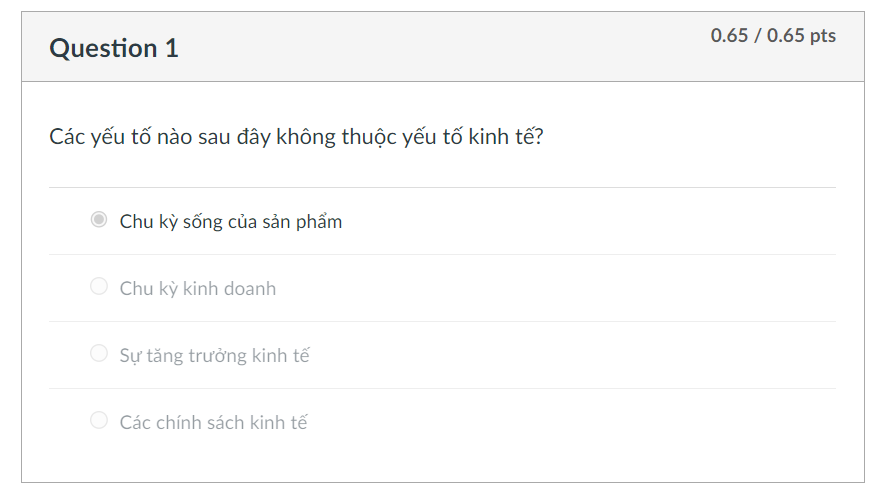 Question 1
0.65 / 0.65 pts
Các yếu tố nào sau đây không thuộc yếu tố kinh tế?
Chu kỳ sống của sản phẩm
Chu kỳ kinh doanh
Sự tăng trưởng kinh tế
Các chính sách kinh tế